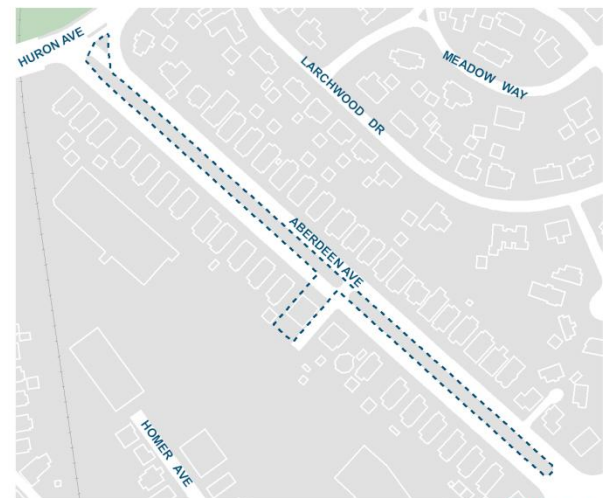 HURON AVE
LARCHWOOD DR
MEADOW WAY
ABERDEEN AVE
HOMER AVE